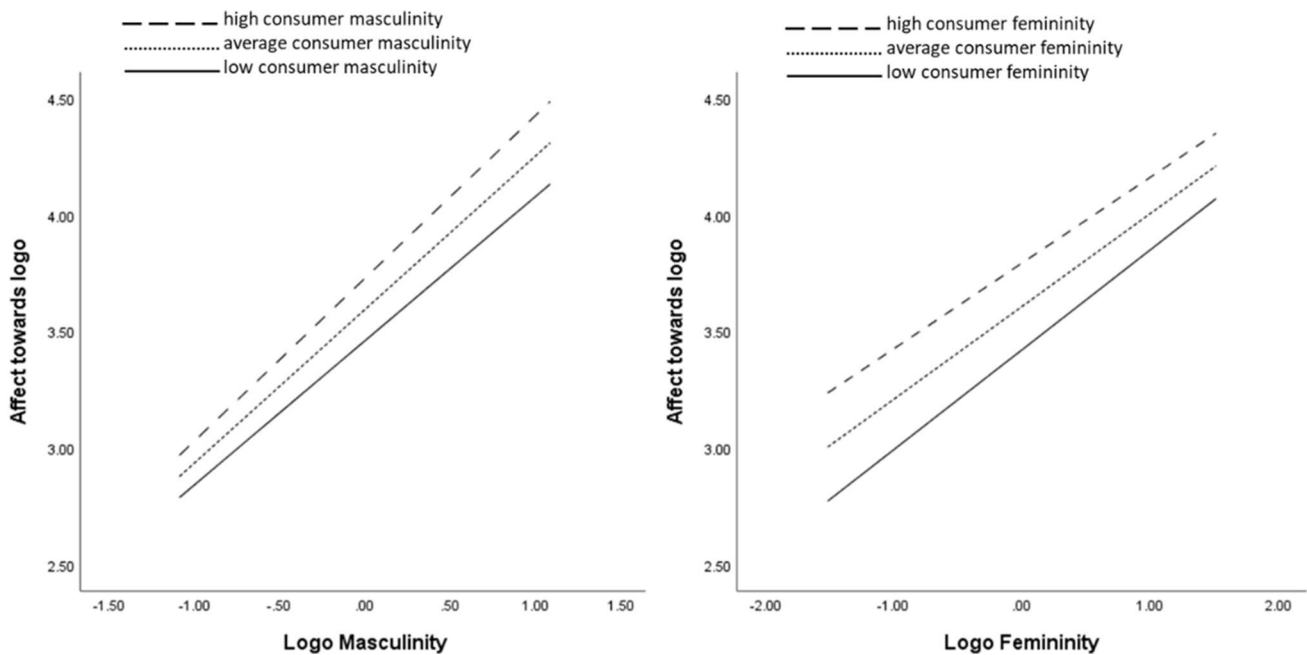 high consumer masculinity
average consumer masculinity
low consumer masculinity
4.50
4.00
3.50
3.00
2.50
Affect towards logo
-1.50
-1.00
-.50
.00
.50
1.00
1.50
Logo Masculinity
high consumer femininity
average consumer femininity
low consumer femininity
4.50
4.00
3.50
3.00
2.50
Affect towards logo
-2.00
-1.00
.00
1.00
2.00
Logo Femininity